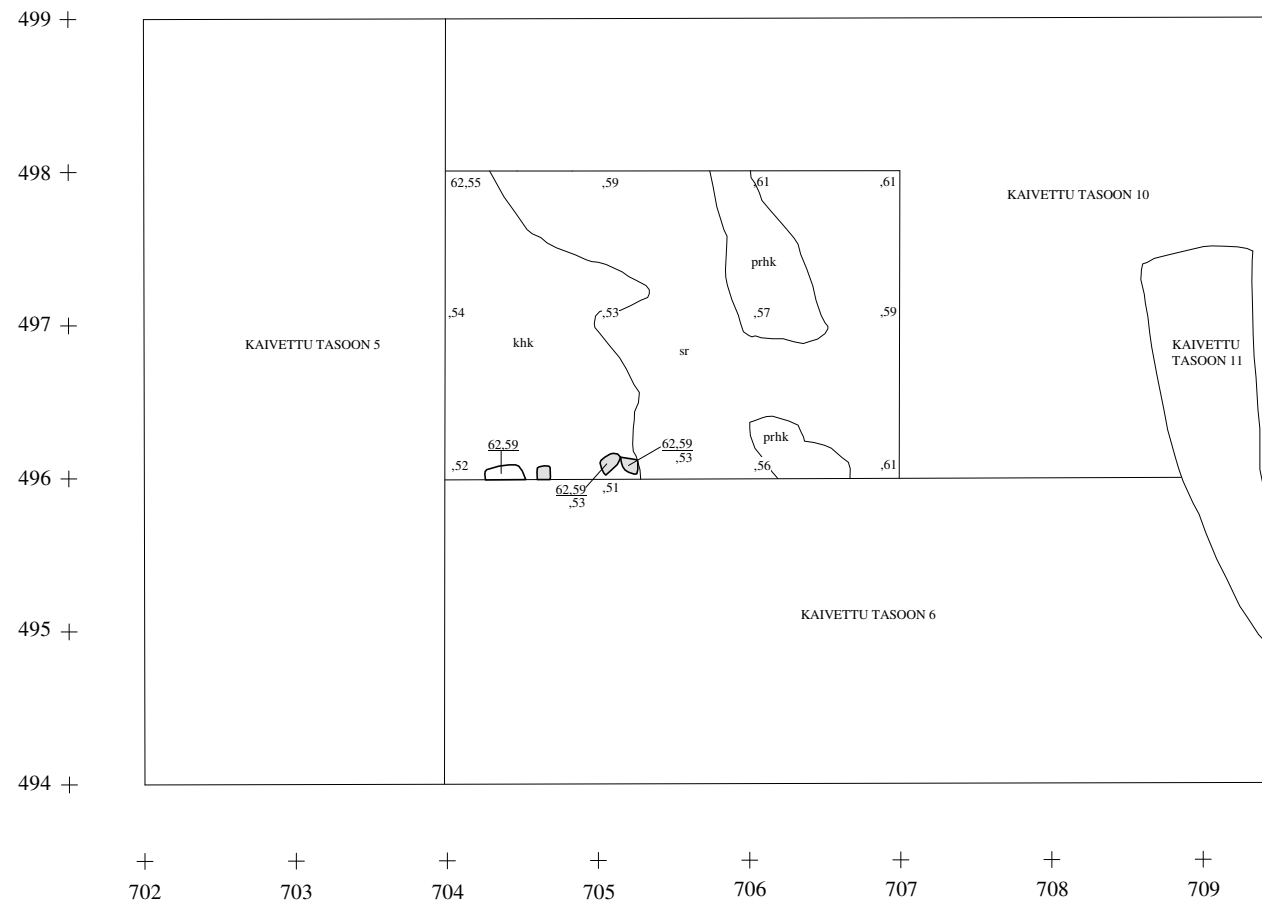 499
498
62,55 ,59 ,61 ,61
KAIVETTU TASOON 10
prhk
497
,54 ,53 ,57 ,59
KAIVETTU TASOON 5
khk
sr
KAIVETTU
TASOON 11
prhk
62,59
62,59
,53
496
,52 ,56 ,61
62,59
,53
,51
495
KAIVETTU TASOON 6
494
702 703 704 705 706 707 708 709